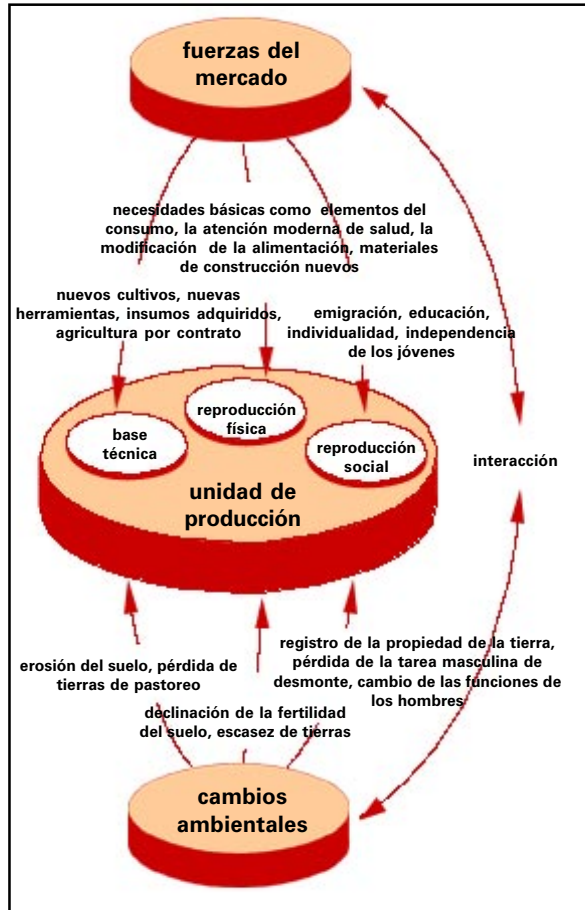 fuerzas del
mercado
necesidades básicas como elementos del
consumo, la atención moderna de salud, la
modificación de la alimentación, materiales
de construcción nuevos
nuevos cultivos, nuevas
herramientas, insumos adquiridos,
agricultura por contrato
emigración, educación,
individualidad, independencia
de los jóvenes
base
técnica
reproducción
física
reproducción
social
unidad de
producción
interacción
erosión del suelo, pérdida de
tierras de pastoreo
registro de la propiedad de la tierra,
pérdida de la tarea masculina de
desmonte, cambio de las funciones de
los hombres
declinación de la fertilidad
del suelo, escasez de tierras
cambios
ambientales